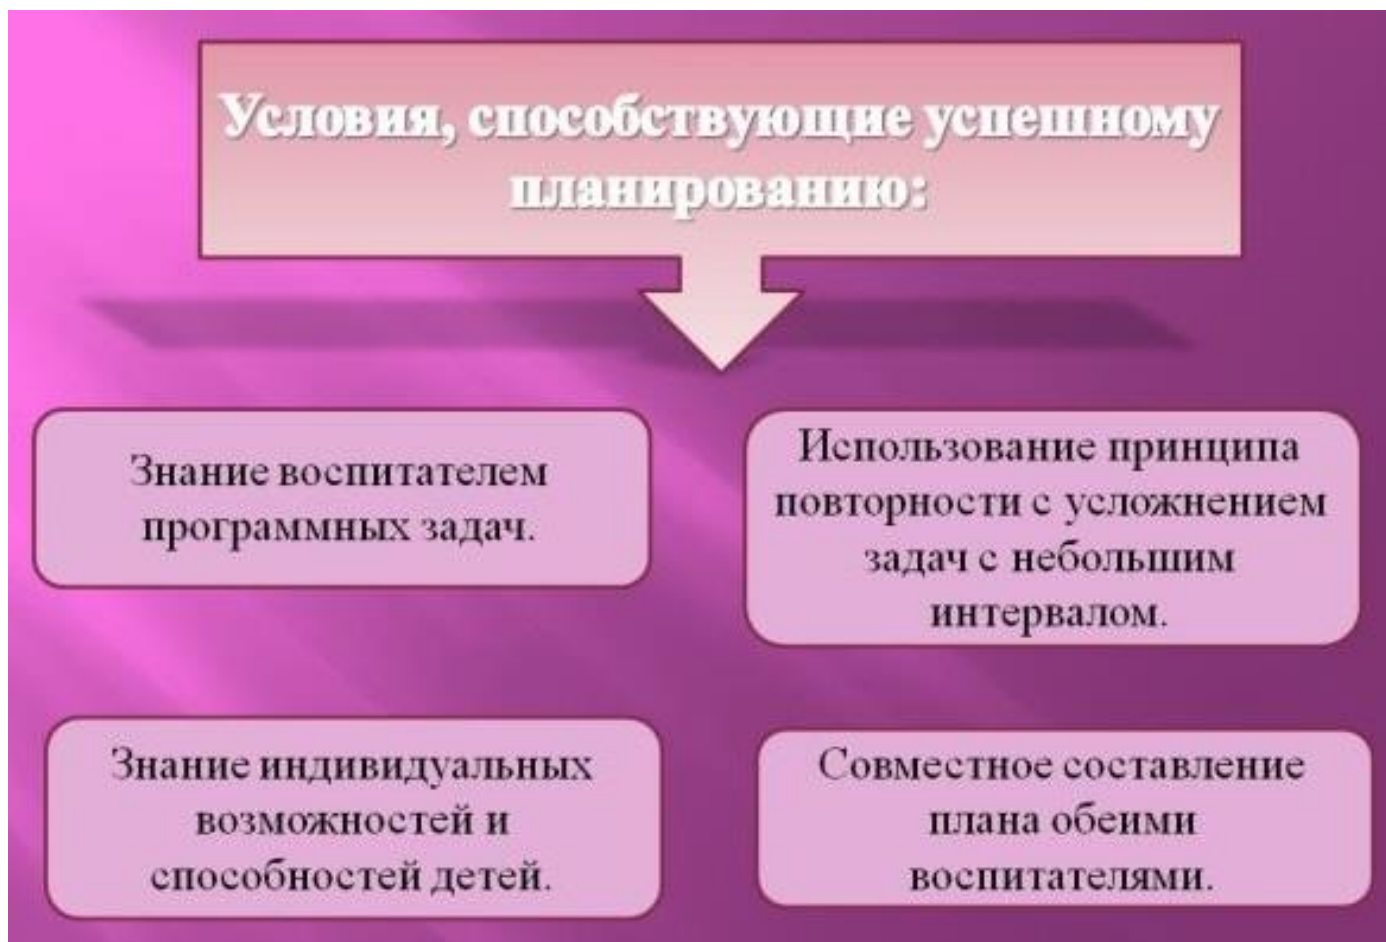 Условия, способствующие успешному
планированию:
Знание воспитателем
программных задач.
Использование принципа
повторности с усложнением
задач с небольшим
интервалом.
Знание индивидуальных
возможностей и
способностей детей.
Совместное составление
плана обеими
воспитателями.